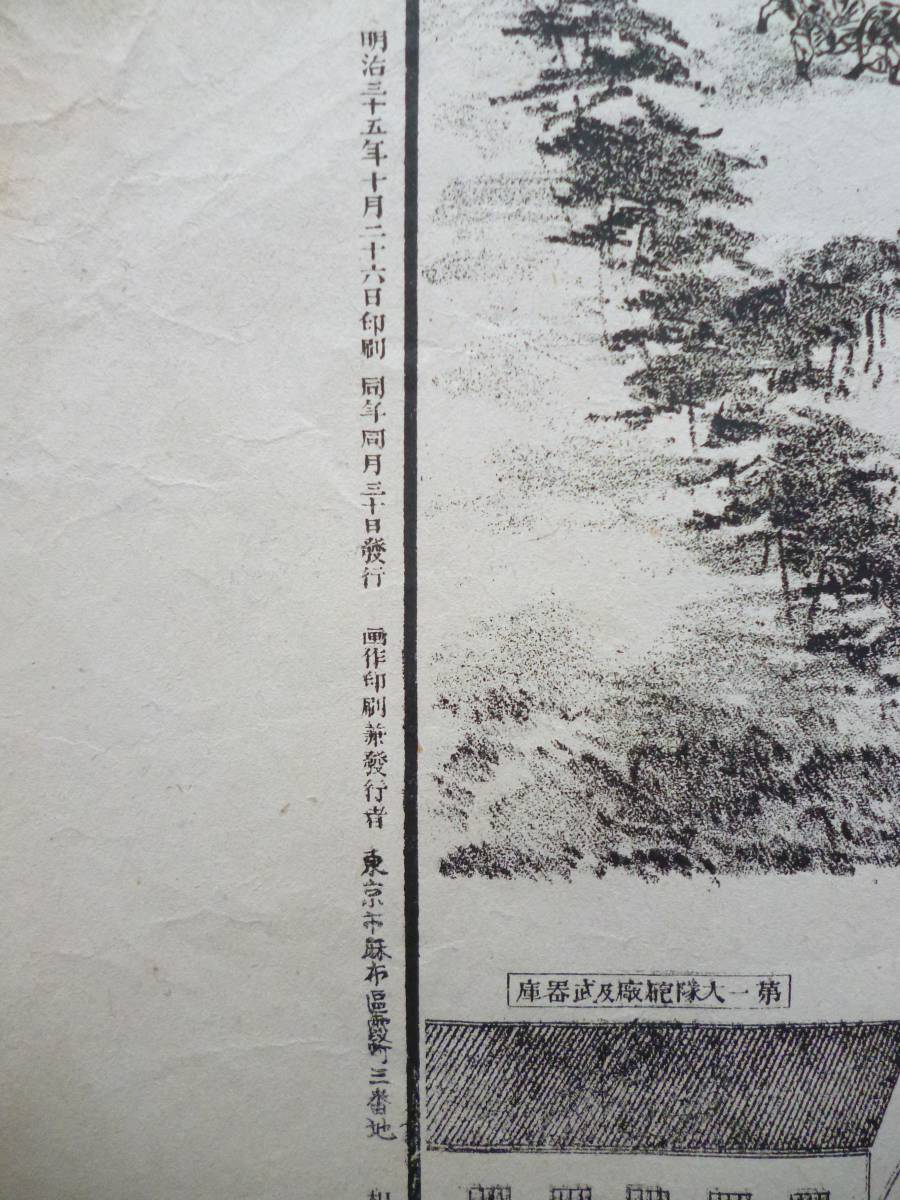 明治三十五年十月二十六日印刷 同年同月三十日發行 画作印刷兼發行者 東京市麻布區霞町三番地
第一大隊砲廠及武器庫